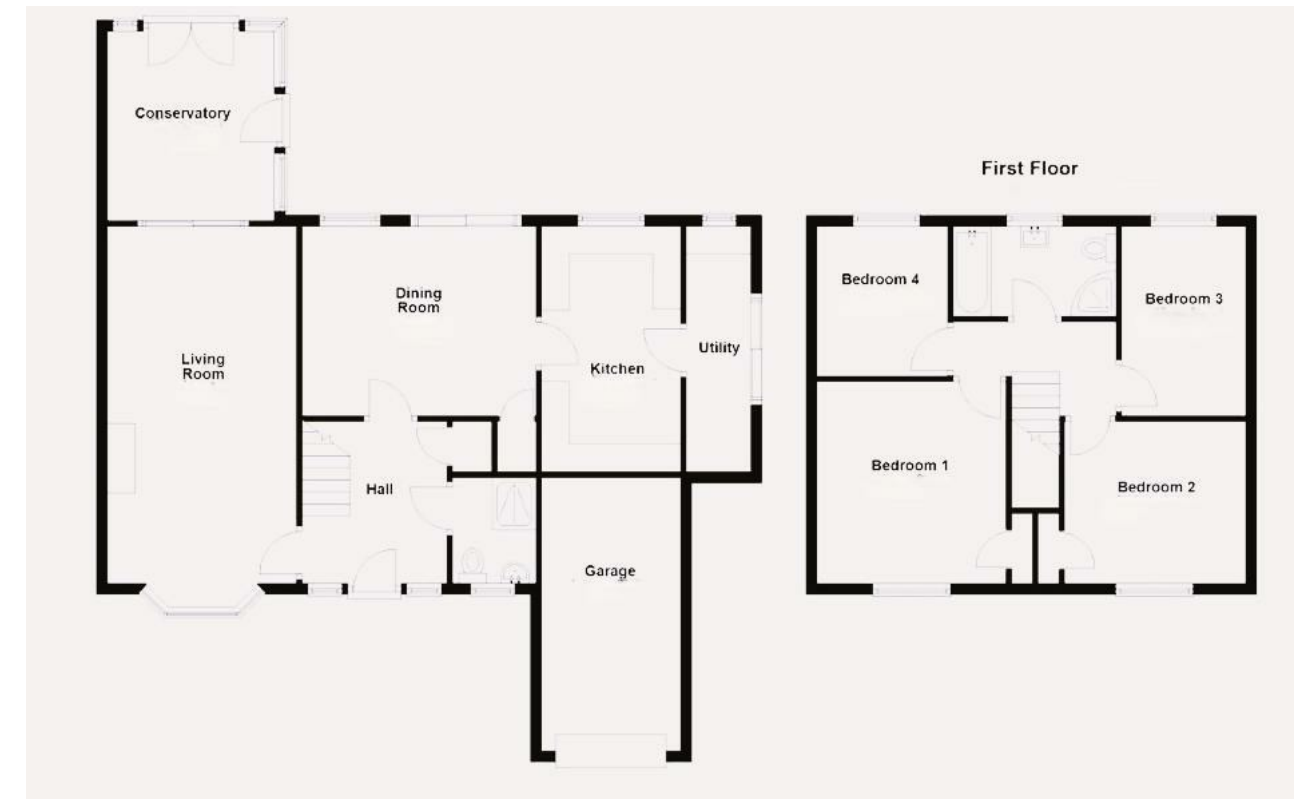 Conservatory
First Floor
Dining
Room
Living
Room
Kitchen
Utility
Hall
Garage
Bedroom 4
Bedroom 3
Bedroom 1
Bedroom 2